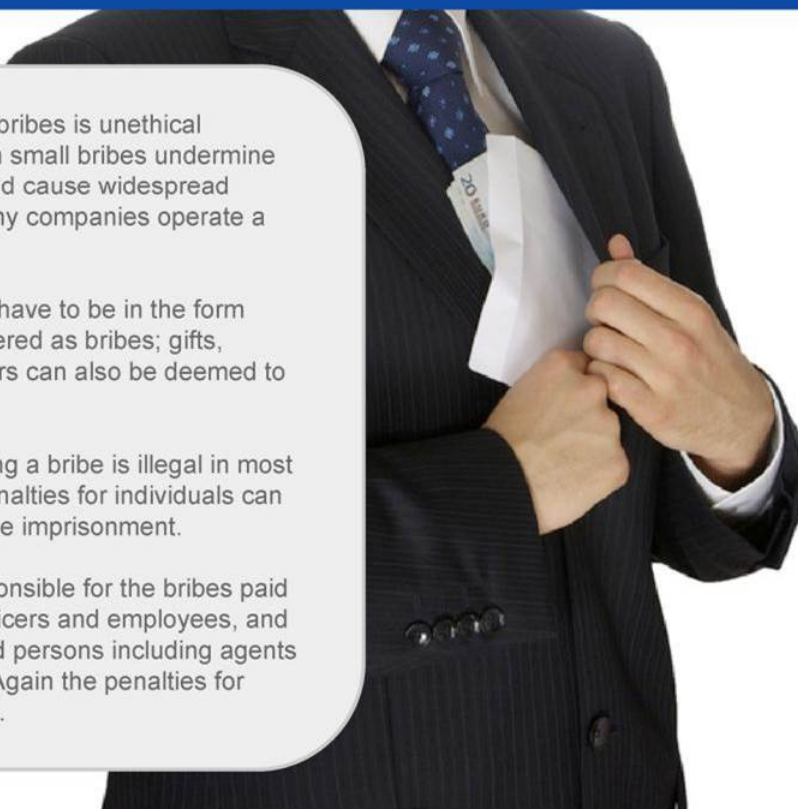 bribes is unethical
small bribes undermine
d cause widespread
ny companies operate a
have to be in the form
ered as bribes; gifts,
rs can also be deemed to
ng a bribe is illegal in most
nalties for individuals can
e imprisonment.
onsible for the bribes paid
icers and employees, and
d persons including agents
Again the penalties for
20 EURO